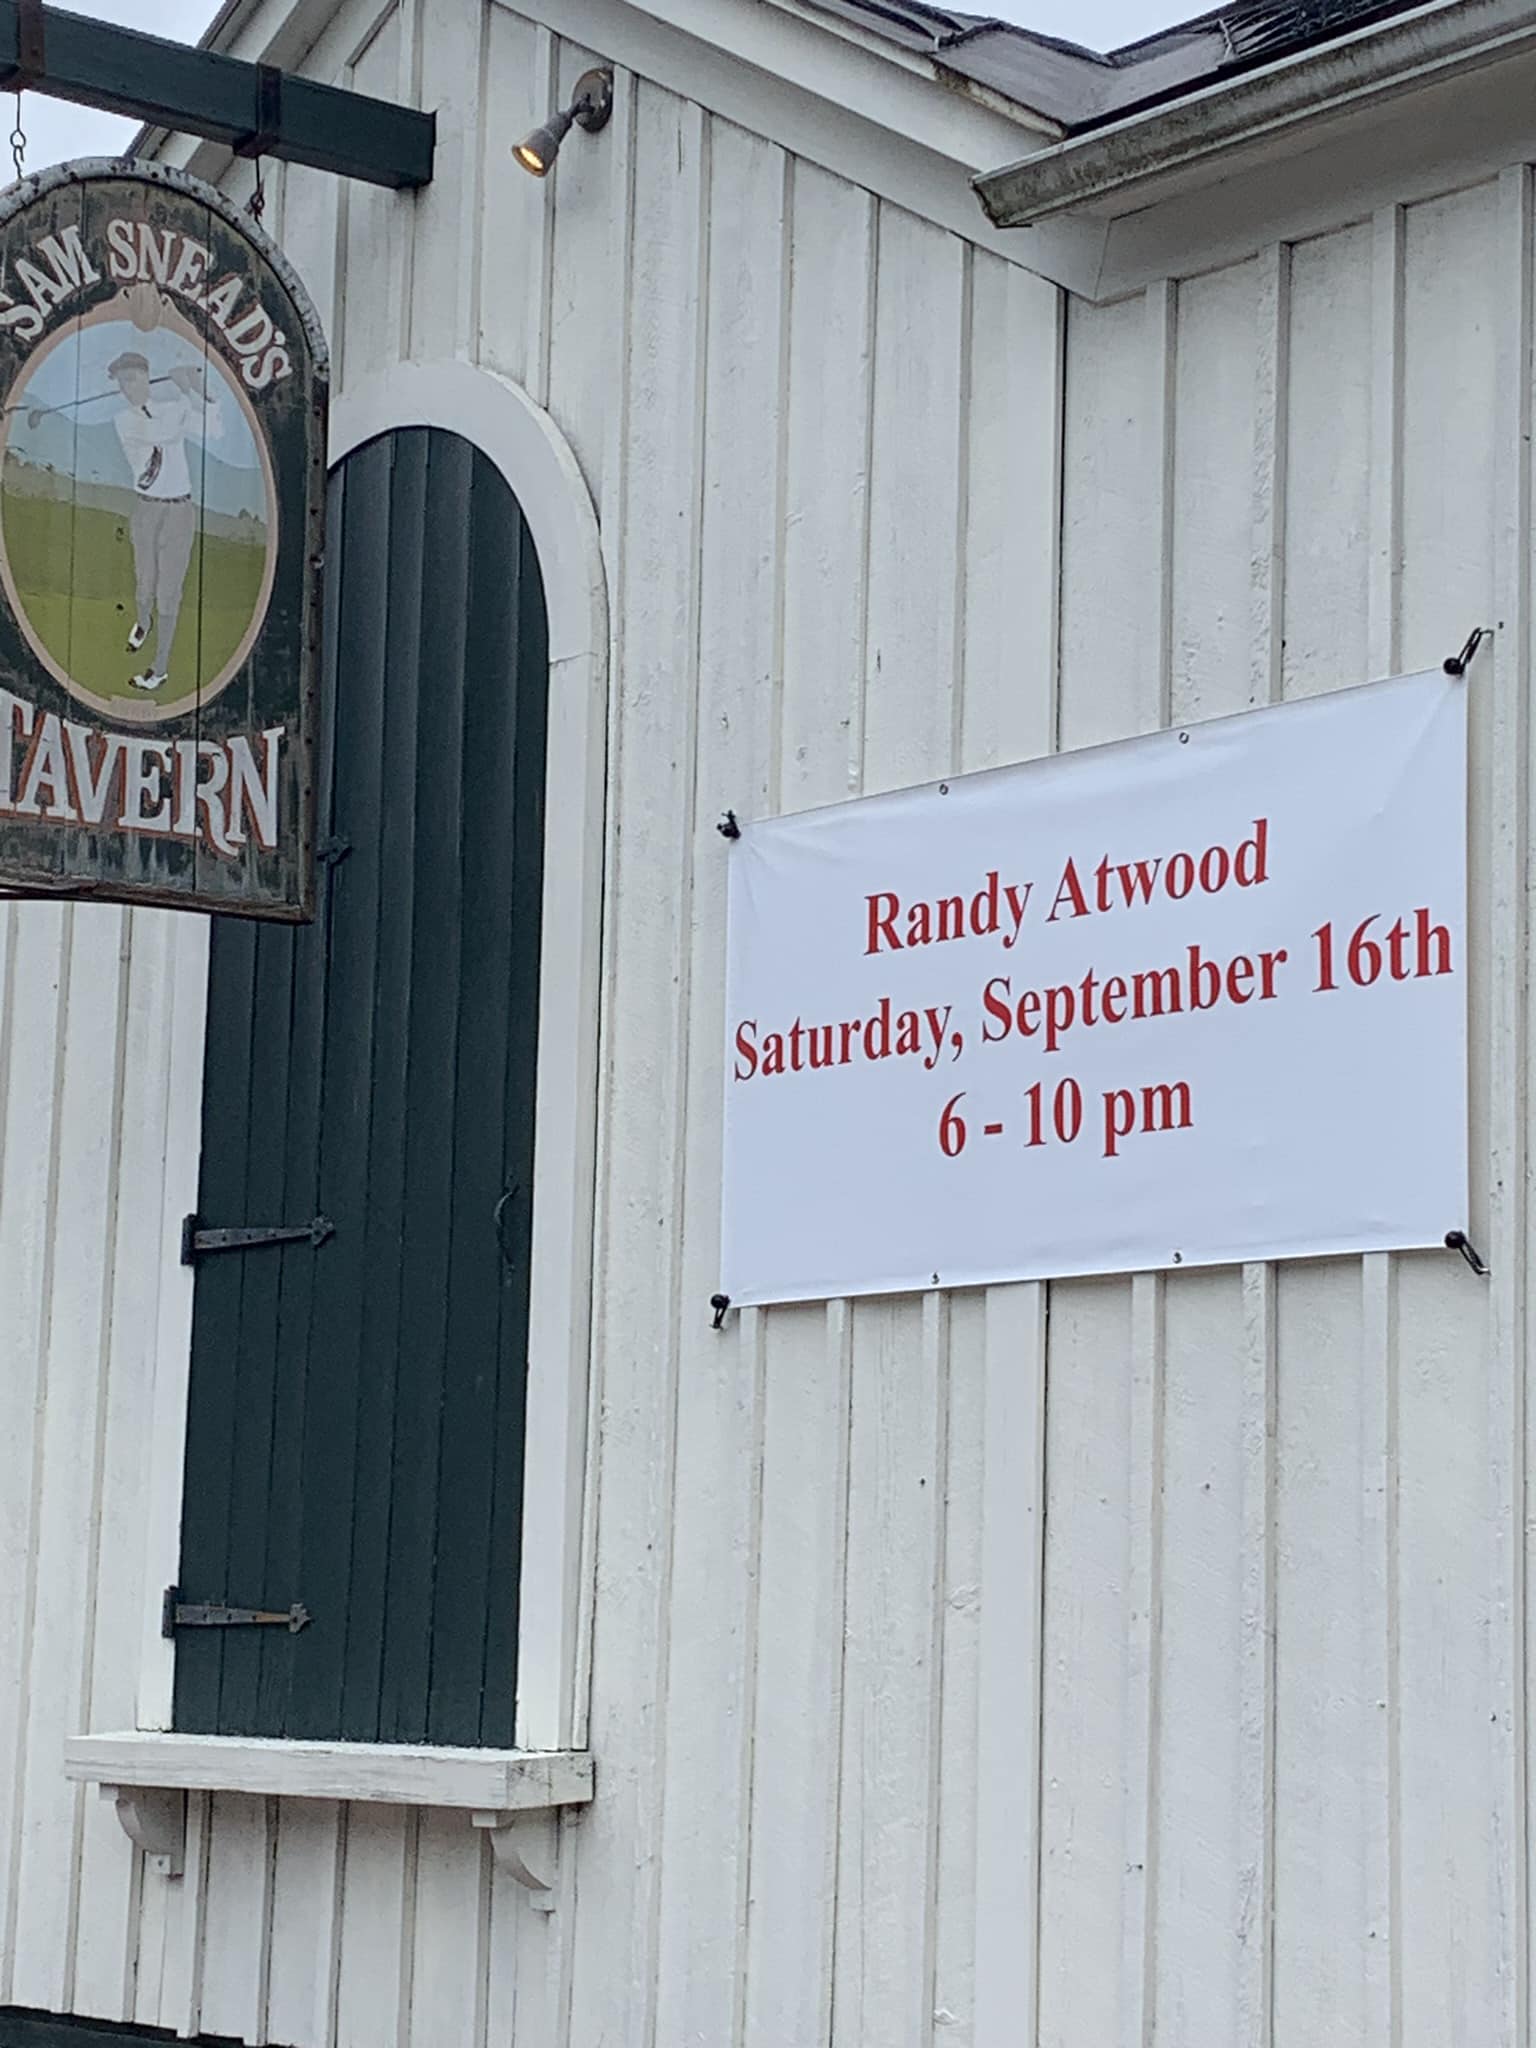 SAM SNEAD'S
TAVERN
Randy Atwood
Saturday, September 16th
6 - 10 pm